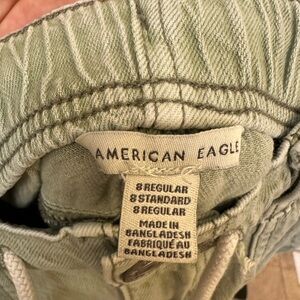 AMERICAN EAGLE
8 REGULAR
8 STANDARD
8 REGULAR
MADE IN
BANGLADESH
FABRIQUÉ AU
BANGLADESH